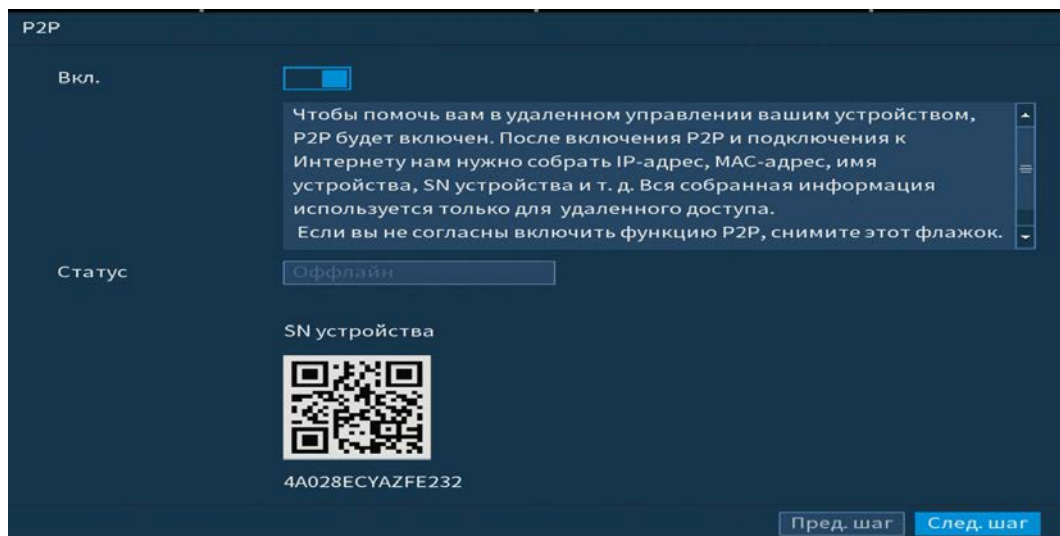 P2P
Вкл.
Чтобы помочь вам в удаленном управлении вашим устройством,
P2P будет включен. После включения P2P и подключения к
Интернету нам нужно собрать IP-адрес, MAC-адрес, имя
устройства, SN устройства и т. д. Вся собранная информация
используется только для удаленного доступа.
Если вы не согласны включить функцию P2P, снимите этот флажок.
Статус
Оффлайн
SN устройства
4A028ECYAZFE232
Пред. шаг
След. шаг